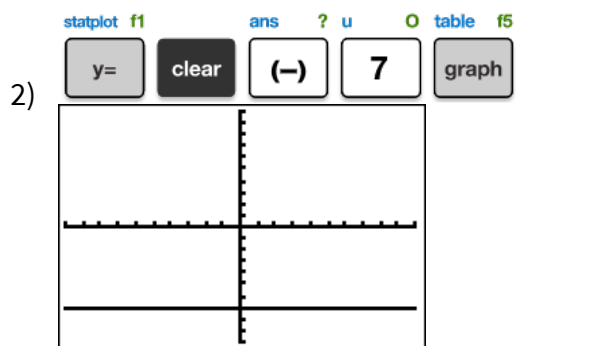 statplot f1 ans ? u O table f5
y= clear (−) 7 graph
2)